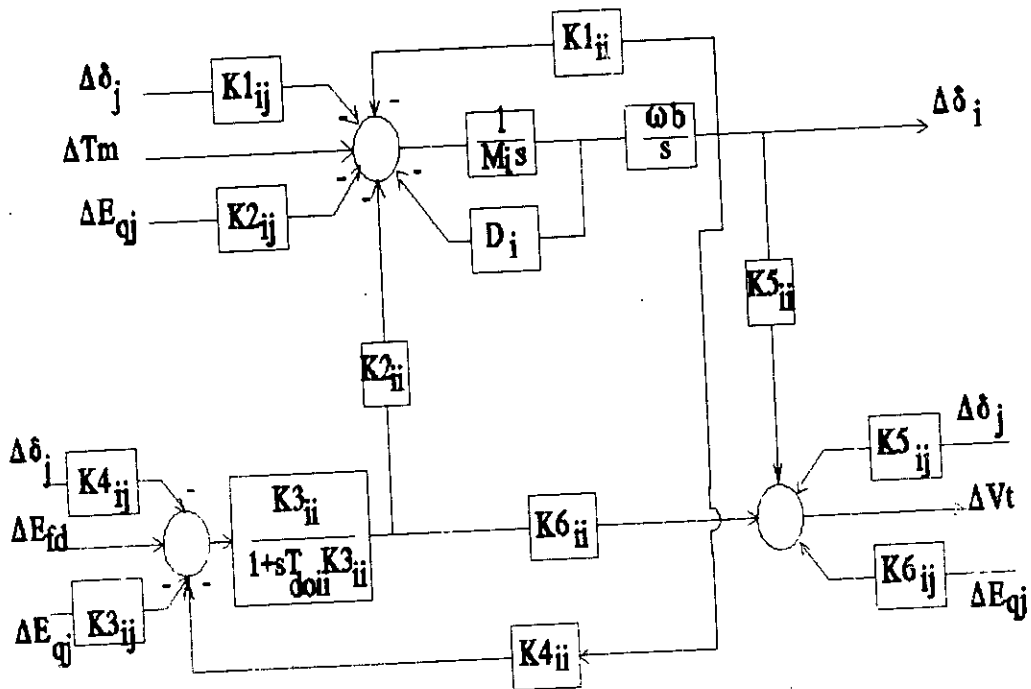 K1ii
Δδj
K1ij
Δδi
1
Mis
ωb
s
ΔTm
ΔEqj
K2ij
Di
K5ii
K2ii
Δδj
K5ij
Δδj
K4ij
K3ii
1+sTdoii.K3ii
ΔEfd
K6ii
ΔVt
K6ij
ΔEqj
ΔEqj
K3ij
K4ii